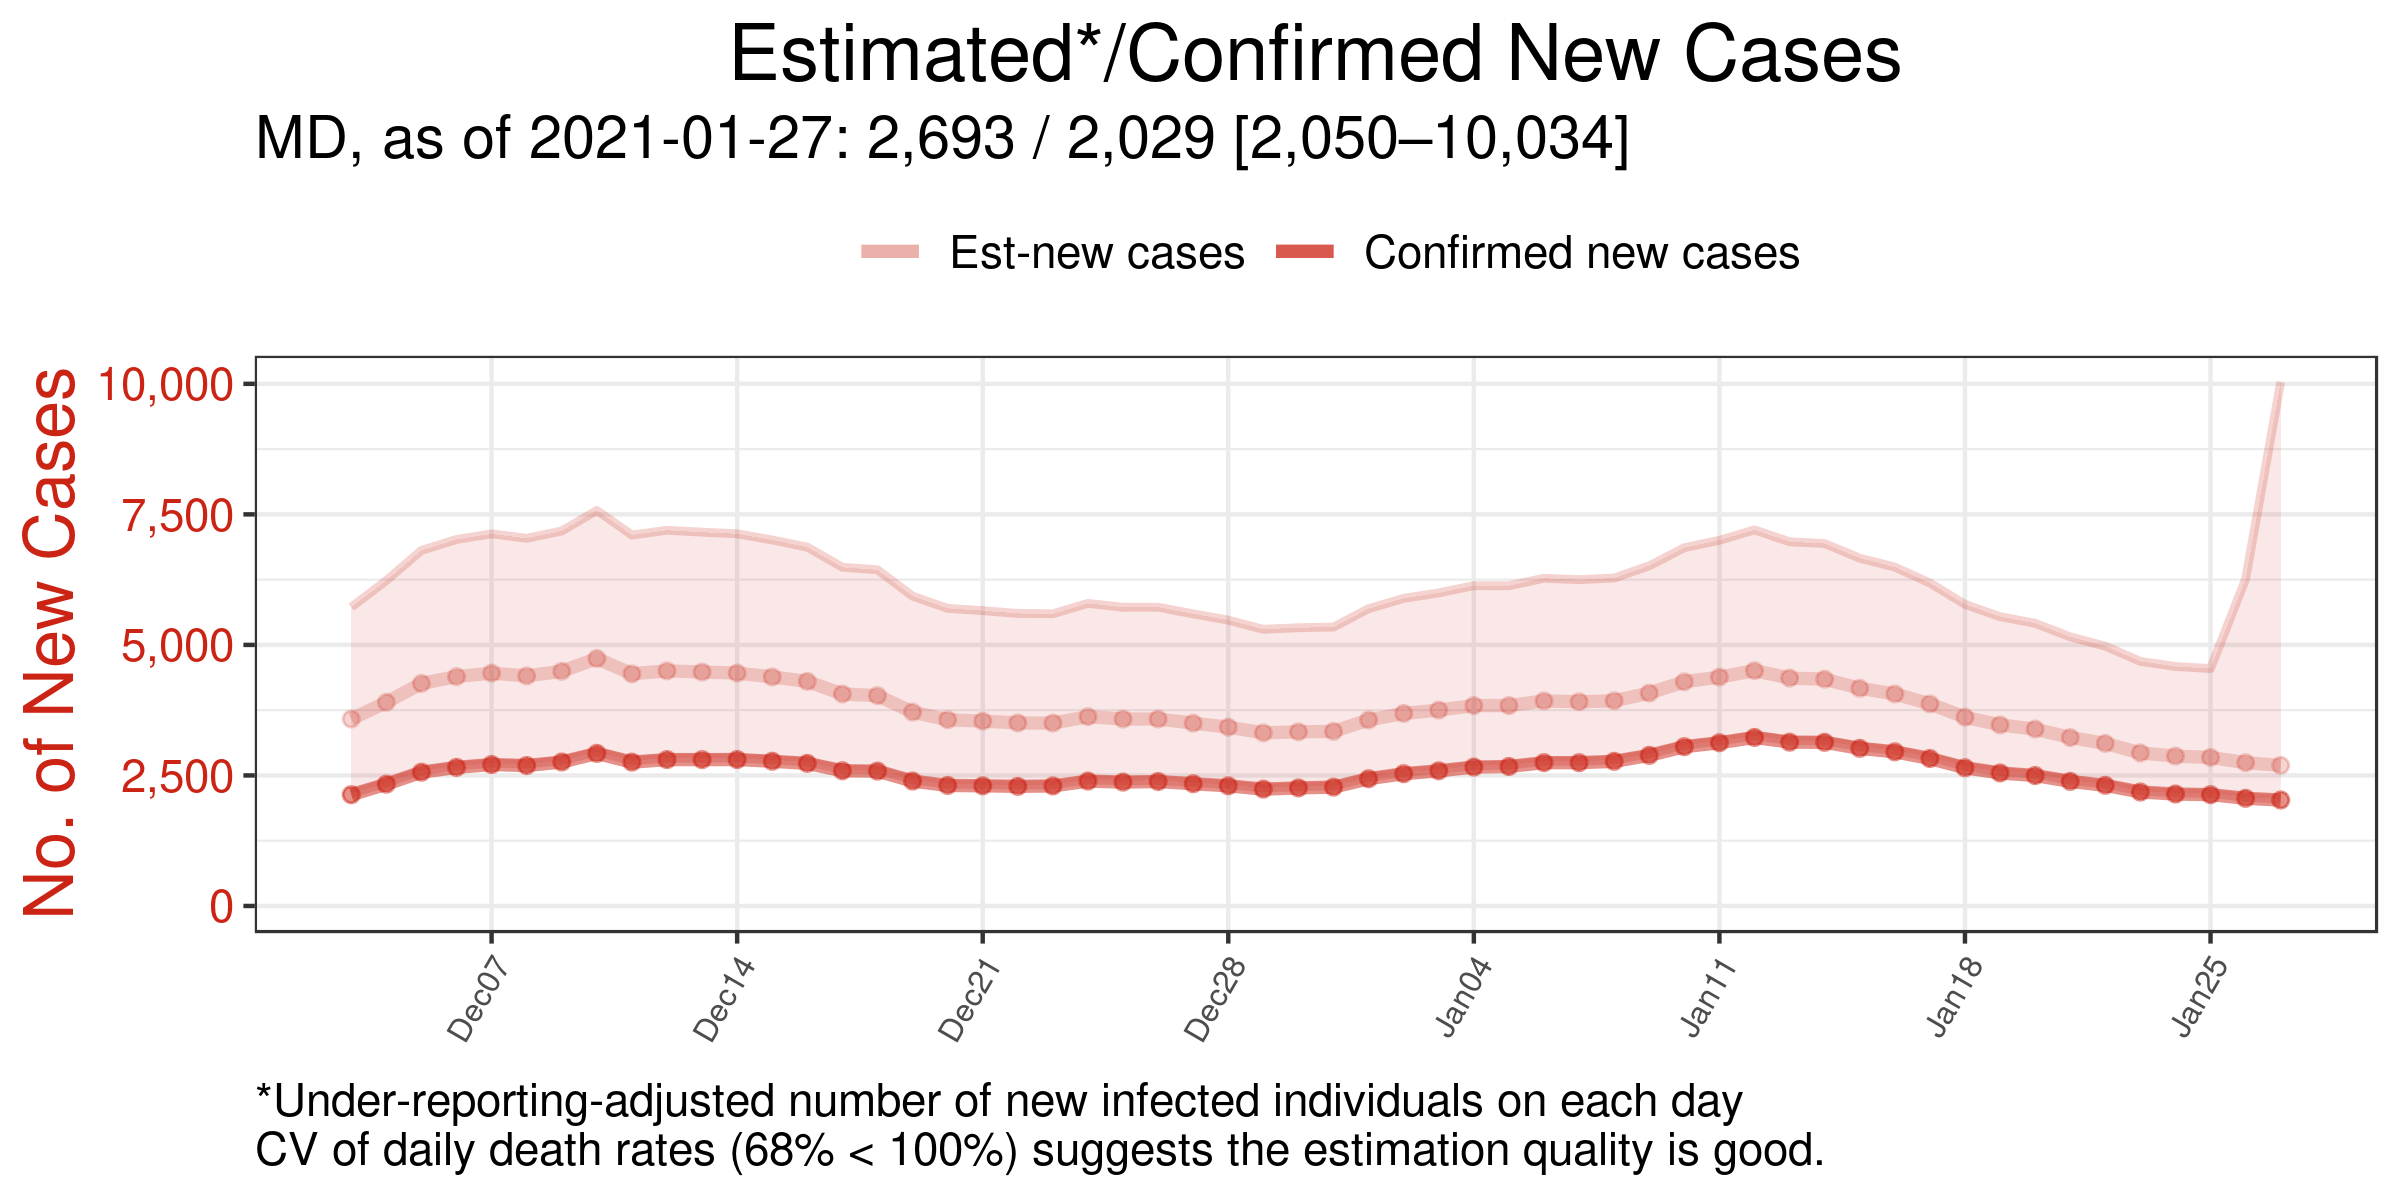 Estimated*/Confirmed New Cases
MD, as of 2021-01-27: 2,693 / 2,029 [2,050–10,034]
Est-new cases
Confirmed new cases
No. of New Cases
10,000
7,500
5,000
2,500
0
Dec07
Dec14
Dec21
Dec28
Jan04
Jan11
Jan18
Jan25
*Under-reporting-adjusted number of new infected individuals on each day
CV of daily death rates (68% < 100%) suggests the estimation quality is good.